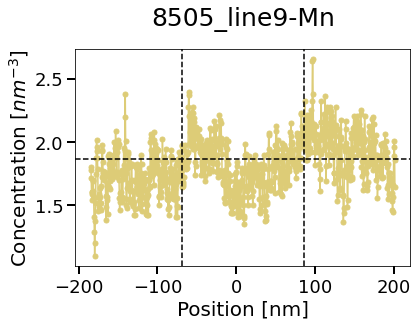 8505_line9-Mn
Concentration [nm⁻³]
2.5
2.0
1.5
−200 −100 0 100 200
Position [nm]